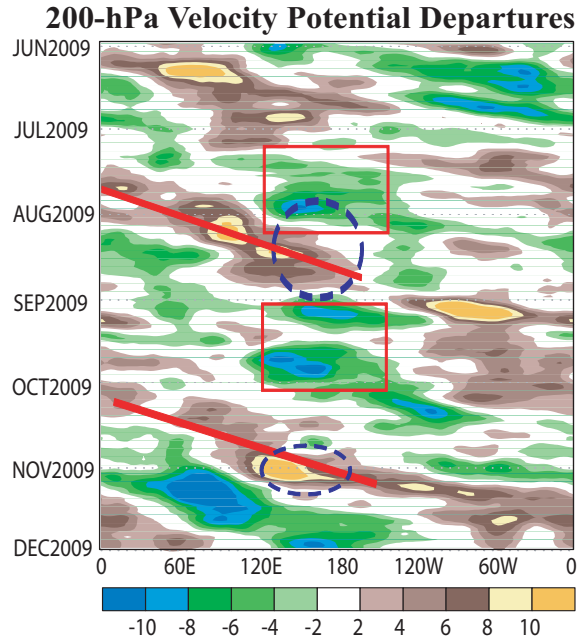 200-hPa Velocity Potential Departures
JUN2009
JUL2009
AUG2009
SEP2009
OCT2009
NOV2009
DEC2009
0 60E 120E 180 120W 60W 0
-10 -8 -6 -4 -2 2 4 6 8 10